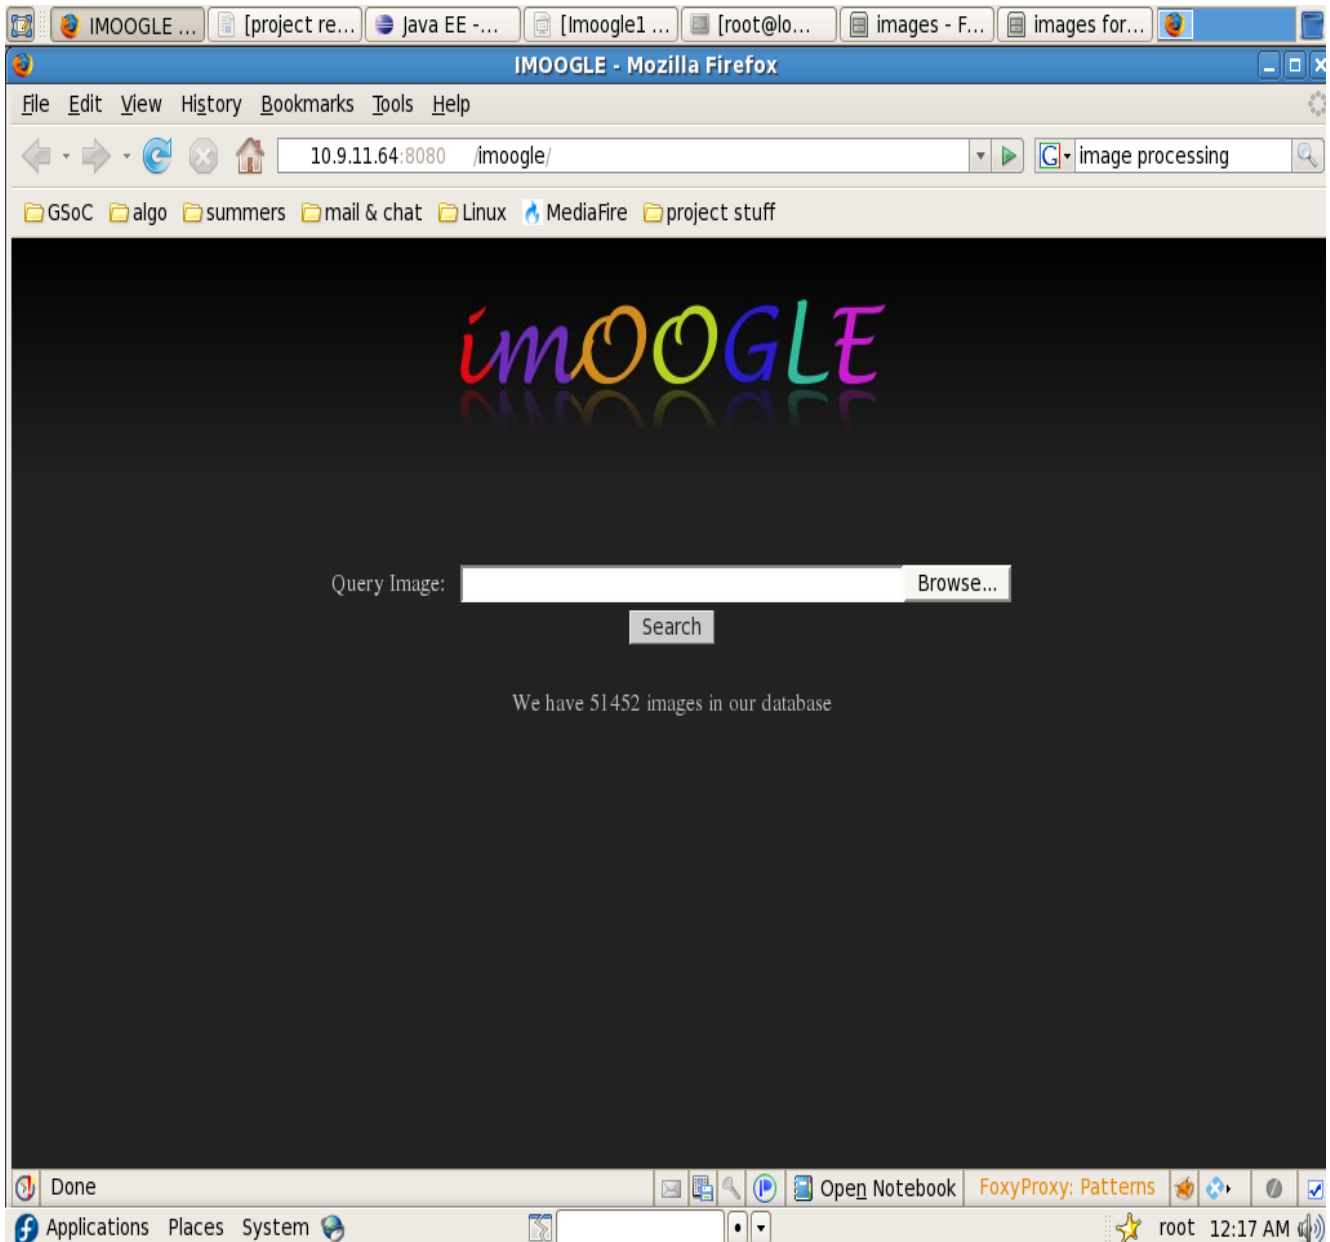 IMOOGLE ... [project re... Java EE -... [Imoogle1 ... [root@lo... images - F... images for...
IMOOGLE - Mozilla Firefox
File Edit View History Bookmarks Tools Help
10.9.11.64:8080 /imoogle/ G image processing
GSoC algo summers mail & chat Linux MediaFire project stuff
imOOGLE
Query Image: Browse...
Search
We have 51452 images in our database
Done Open Notebook FoxyProxy: Patterns
Applications Places System root 12:17 AM